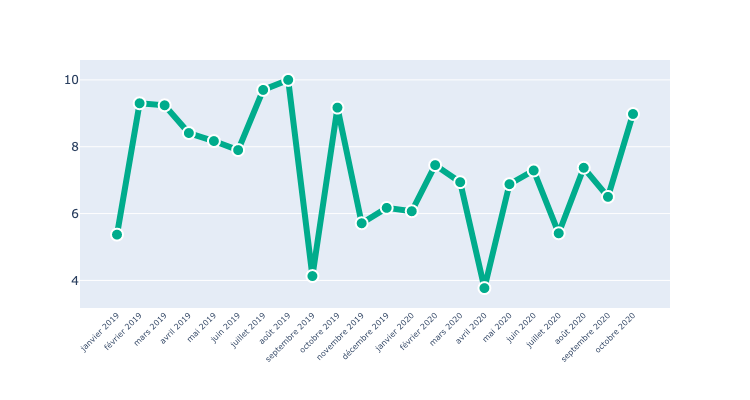 10
8
6
4
janvier 2019
février 2019
mars 2019
avril 2019
mai 2019
juin 2019
juillet 2019
août 2019
septembre 2019
octobre 2019
novembre 2019
décembre 2019
janvier 2020
février 2020
mars 2020
avril 2020
mai 2020
juin 2020
juillet 2020
août 2020
septembre 2020
octobre 2020